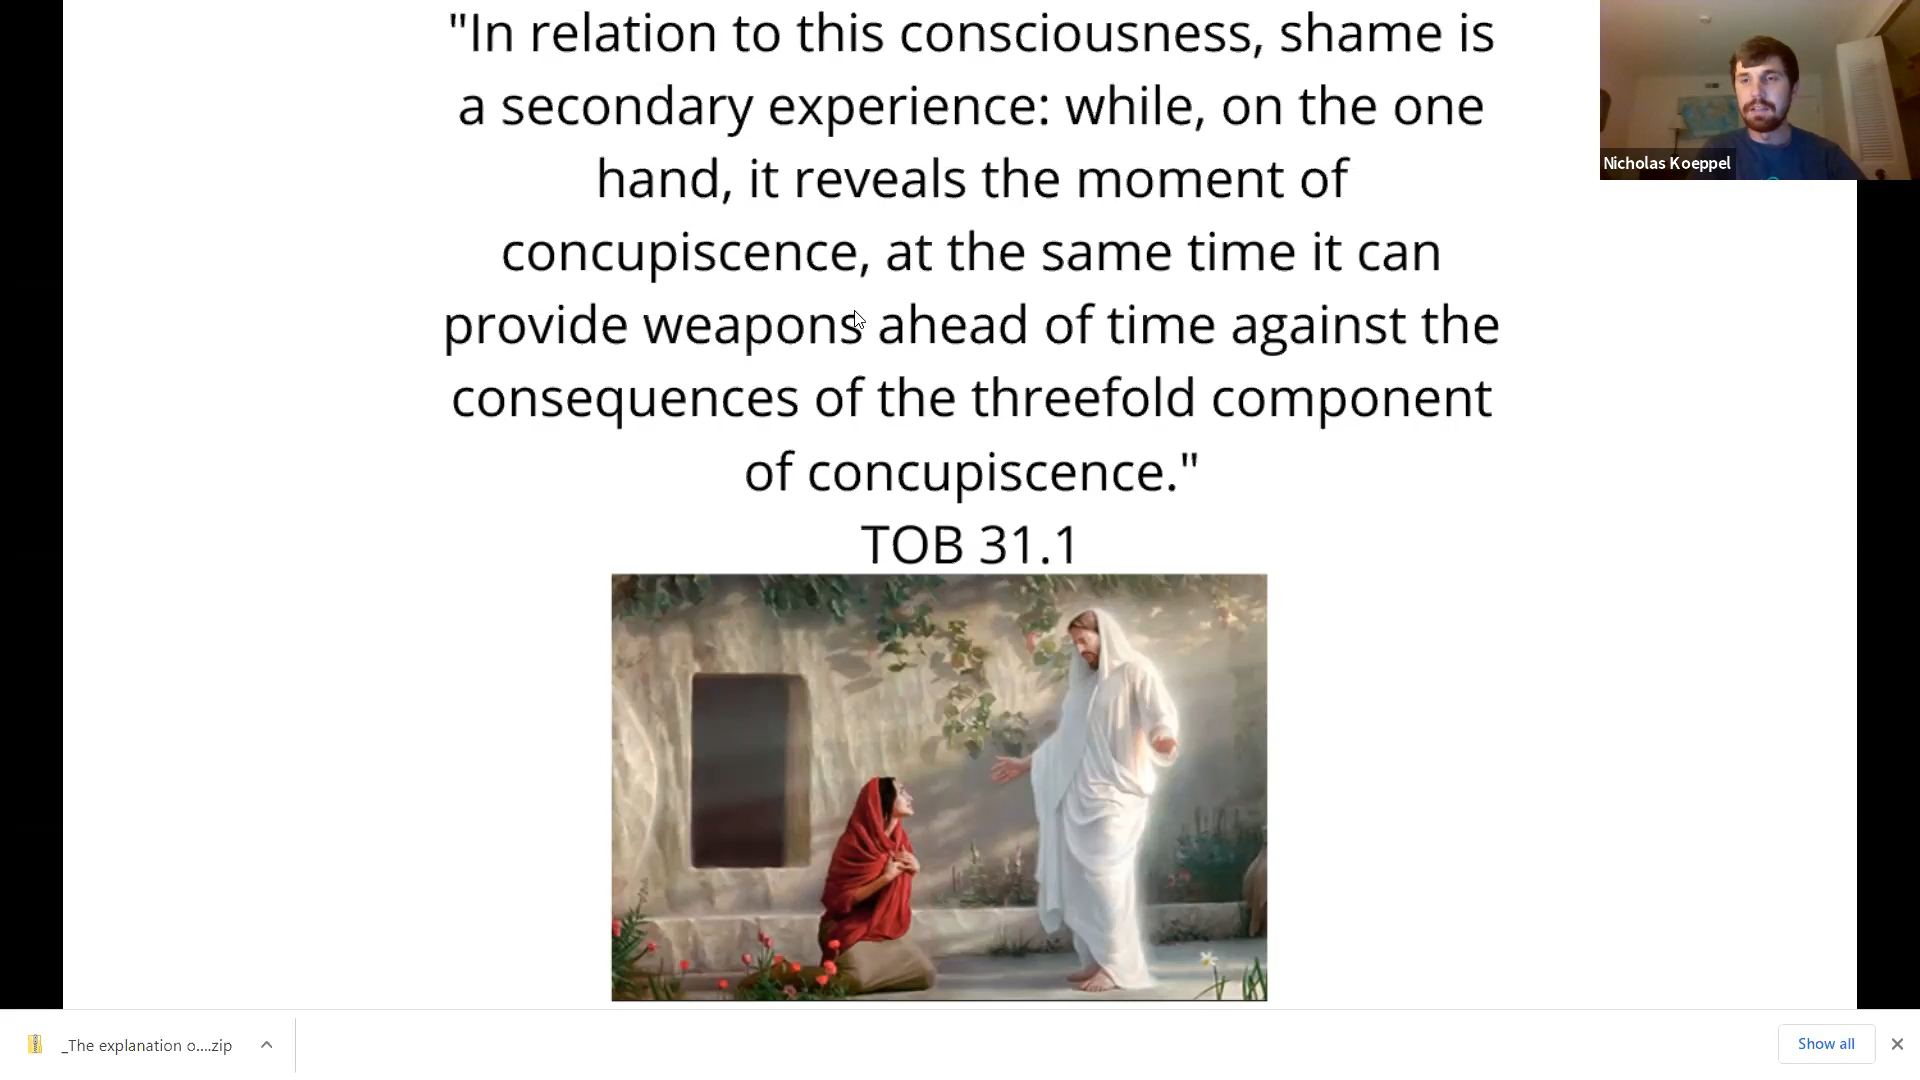 "In relation to this consciousness, shame is
a secondary experience: while, on the one
hand, it reveals the moment of
concupiscence, at the same time it can
provide weapons ahead of time against the
consequences of the threefold component
of concupiscence."
TOB 31.1
Nicholas Koeppel
_The explanation o....zip
Show all